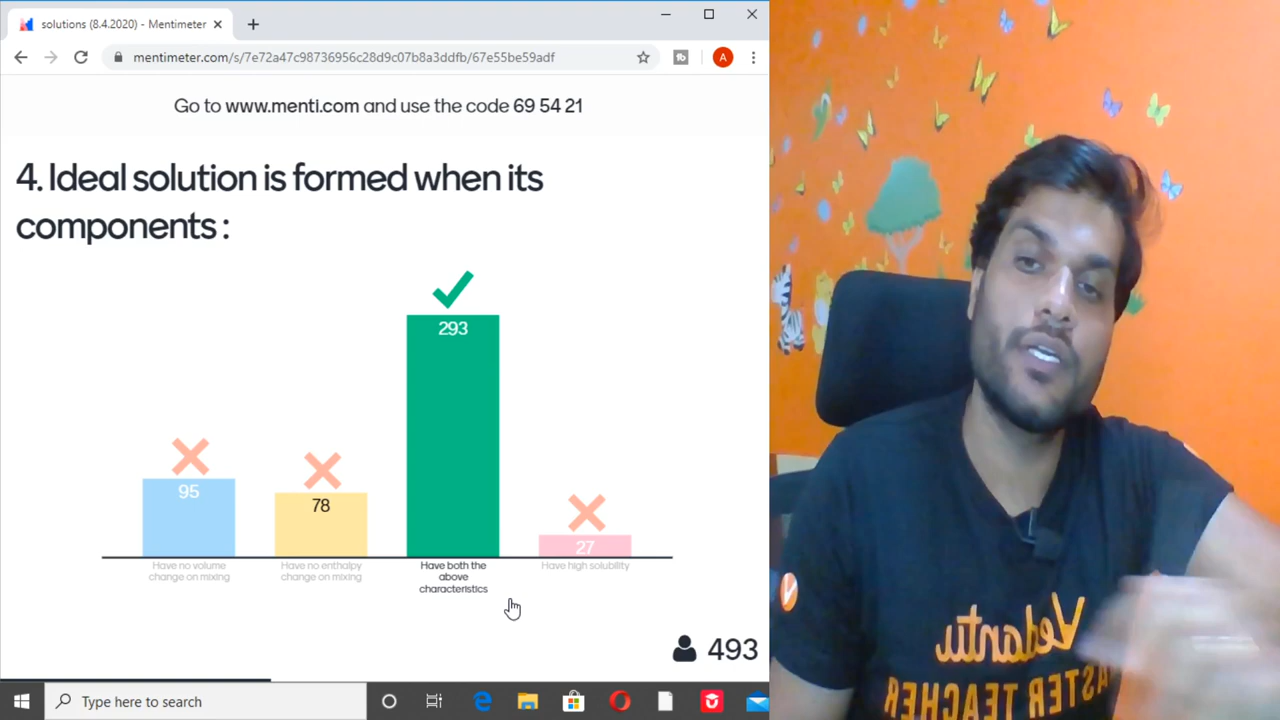 solutions (8.4.2020) - Mentimeter
mentimeter.com/s/7e72a47c98736956c28d9c07b8a3ddfb/67e55be59adf
A
Go to www.menti.com and use the code 69 54 21
4. Ideal solution is formed when its
components :
293
95
78
27
Have no volume
change on mixing
Have no enthalpy
change on mixing
Have both the
above
characteristics
Have high solubility
493
Type here to search
Vedantu
MASTER TEACHER